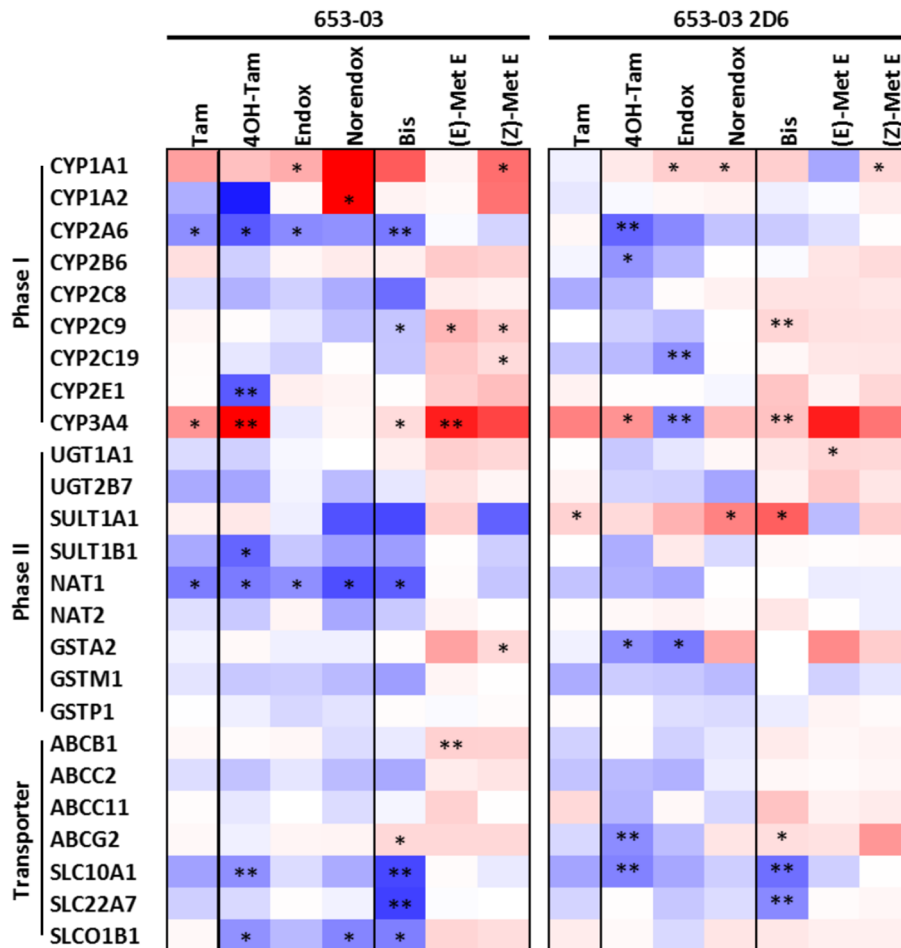 653-03 653-03 2D6
Tam 4OH-Tam Endox Norendox Bis (E)-Met E (Z)-Met E Tam 4OH-Tam Endox Norendox Bis (E)-Met E (Z)-Met E
Phase I
CYP1A1 * * * * *
CYP1A2 *
CYP2A6 * * * ** **
CYP2B6 *
CYP2C8
CYP2C9 * * * **
CYP2C19 * **
CYP2E1 **
CYP3A4 * ** * ** * ** **
Phase II
UGT1A1 *
UGT2B7
SULT1A1 * * *
SULT1B1 *
NAT1 * * * * *
NAT2
GSTA2 * * *
GSTM1
GSTP1
Transporter
ABCB1 **
ABCC2
ABCC11
ABCG2 * ** *
SLC10A1 ** ** ** **
SLC22A7 ** **
SLCO1B1 * * *